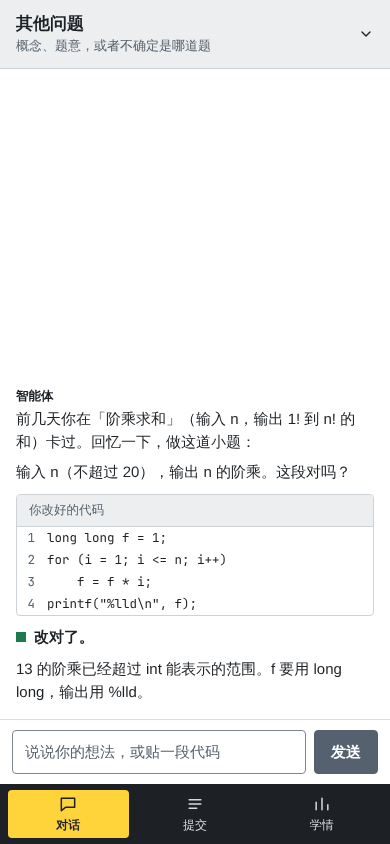 其他问题
概念、题意，或者不确定是哪道题
智能体
前几天你在「阶乘求和」（输入 n，输出 1! 到 n! 的
和）卡过。回忆一下，做这道小题：
输入 n（不超过 20），输出 n 的阶乘。这段对吗？
你改好的代码
1 long long f = 1;
2 for (i = 1; i <= n; i++)
3     f = f * i;
4 printf("%lld\n", f);
改对了。
13 的阶乘已经超过 int 能表示的范围。f 要用 long
long，输出用 %lld。
说说你的想法，或贴一段代码
发送
对话
提交
学情